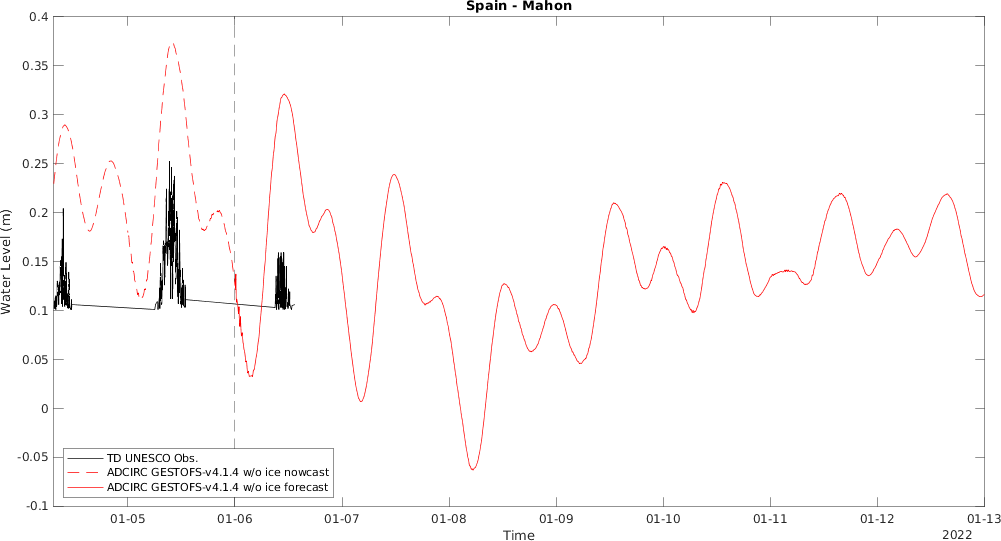 Spain - Mahon
0.4
0.35
0.3
0.25
0.2
0.15
0.1
0.05
0
-0.05
-0.1
Water Level (m)
TD UNESCO Obs.
ADCIRC GESTOFS-v4.1.4 w/o ice nowcast
ADCIRC GESTOFS-v4.1.4 w/o ice forecast
01-05 01-06 01-07 01-08 01-09 01-10 01-11 01-12 01-13
Time
2022